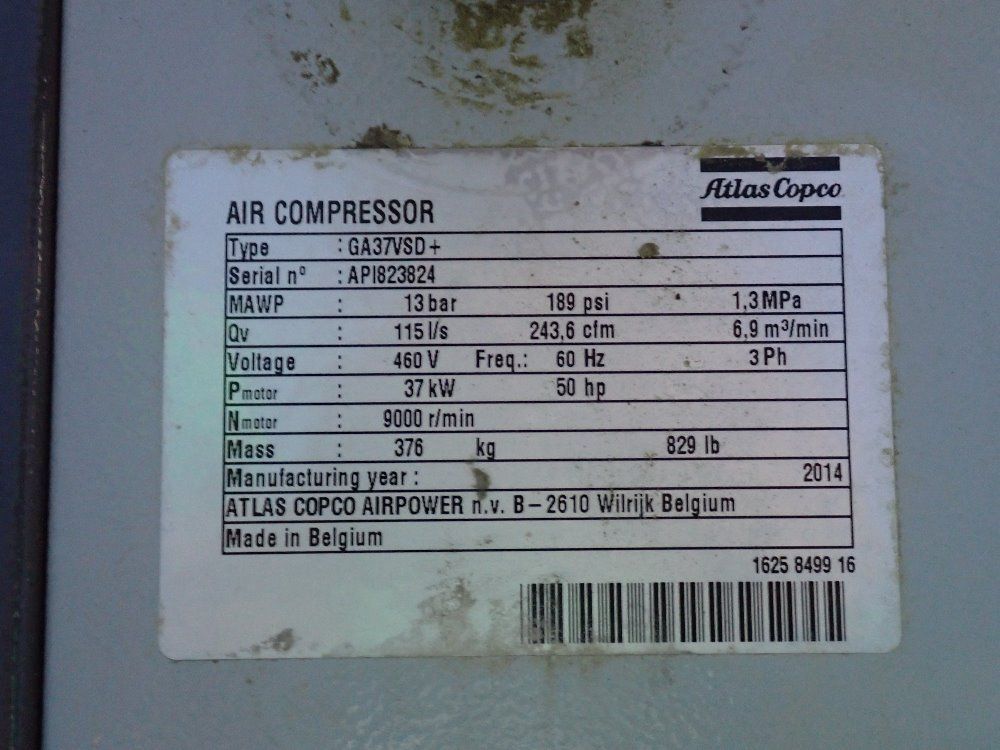 Atlas Copco
AIR COMPRESSOR
Type : GA37VSD+
Serial nº : API823824
MAWP : 13 bar 189 psi 1,3 MPa
Qv : 115 l/s 243,6 cfm 6,9 m³/min
Voltage : 460 V Freq.: 60 Hz 3 Ph
Pmotor : 37 kW 50 hp
Nmotor : 9000 r/min
Mass : 376 kg 829 lb
Manufacturing year : 2014
ATLAS COPCO AIRPOWER n.v. B-2610 Wilrijk Belgium
Made in Belgium
1625 8499 16